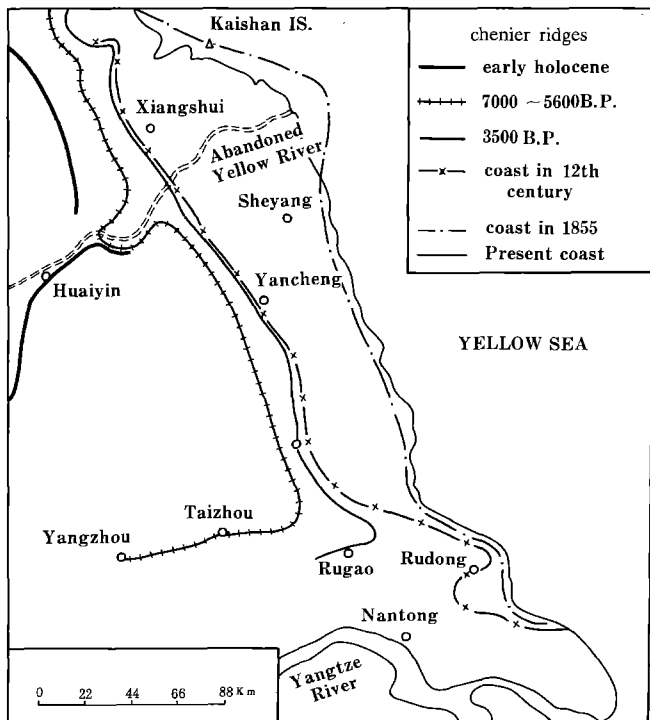 Kaishan IS.
chenier ridges
early holocene
7000 ~5600B.P.
3500 B.P.
coast in 12th
century
coast in 1855
Present coast
Xiangshui
Abandoned
Yellow River
Sheyang
Huaiyin
Yancheng
YELLOW SEA
Taizhou
Yangzhou
Rugao
Rudong
Nantong
Yangtze
River
0 22 44 66 88 Km